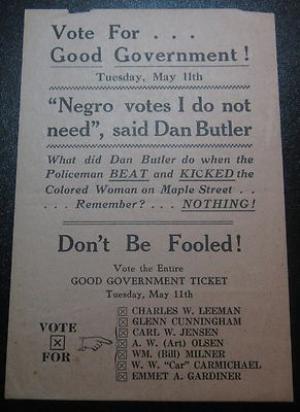 Vote For . . .
Good Government !
Tuesday, May 11th
"Negro votes I do not
need", said Dan Butler
What did Dan Butler do when the
Policeman BEAT and KICKED the
Colored Woman on Maple Street . .
. . . Remember? . . . NOTHING!
Don't Be Fooled!
Vote the Entire
GOOD GOVERNMENT TICKET
Tuesday, May 11th
VOTE
☒
FOR
☒ CHARLES W. LEEMAN
☒ GLENN CUNNINGHAM
☒ CARL W. JENSEN
☒ A. W. (Art) OLSEN
☒ WM. (Bill) MILNER
☒ W. W. "Car" CARMICHAEL
☒ EMMET A. GARDINER